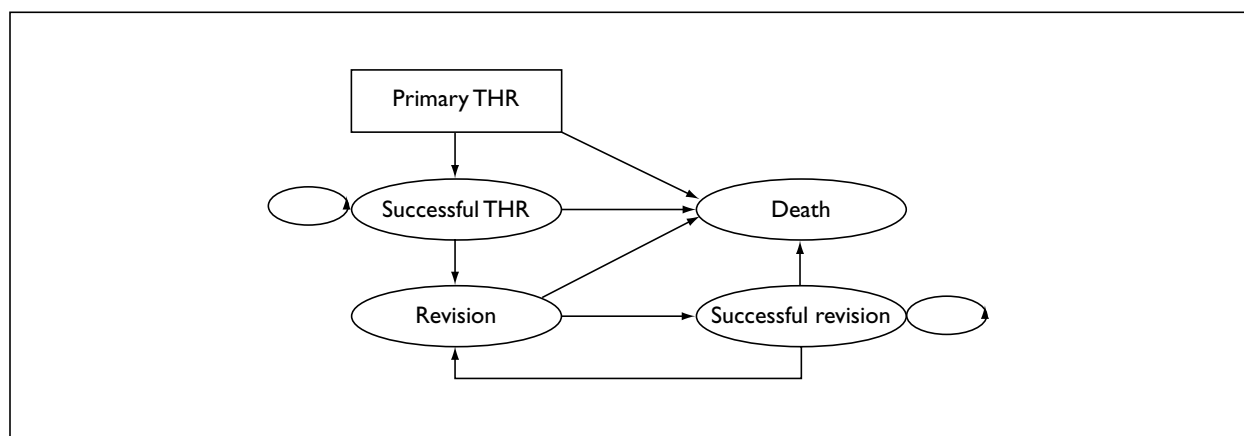 Primary THR
Successful THR
Death
Revision
Successful revision